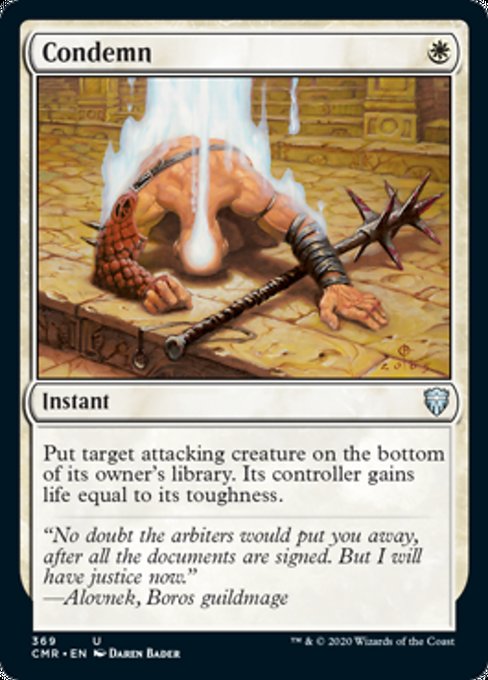 Condemn
2005
Instant
Put target attacking creature on the bottom
of its owner's library. Its controller gains
life equal to its toughness.
“No doubt the arbiters would put you away,
after all the documents are signed. But I will
have justice now.”
—Alovnek, Boros guildmage
369 U
CMR • EN Daren Bader
™ & © 2020 Wizards of the Coast